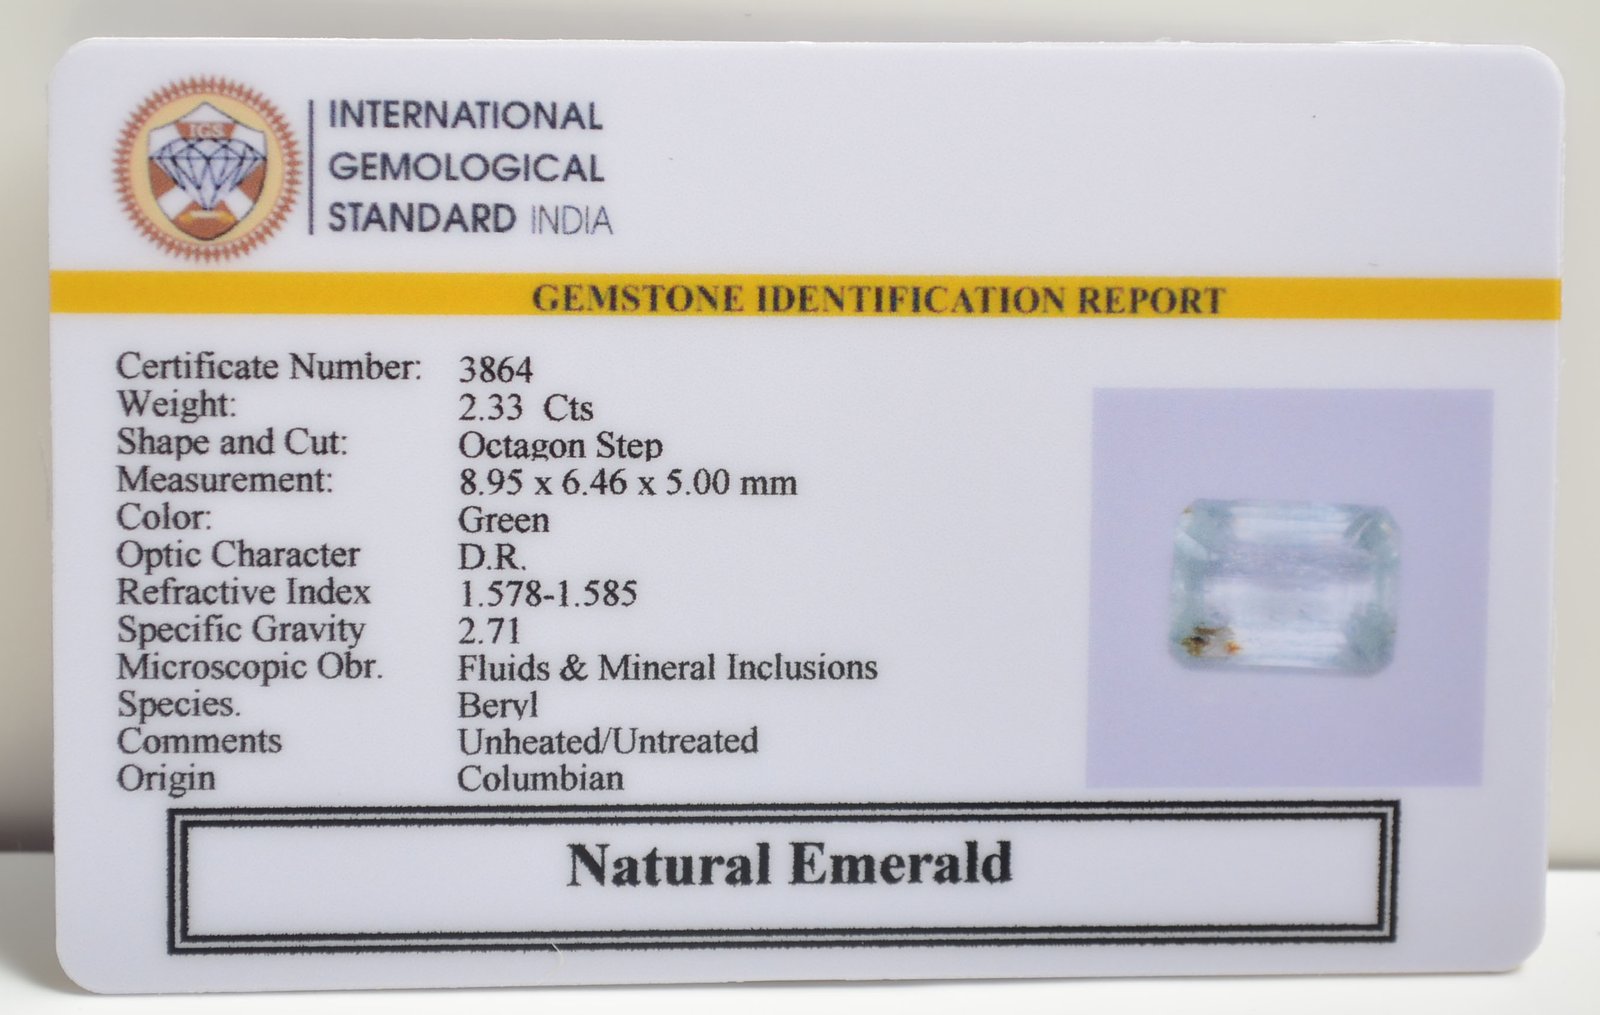 IGS
INTERNATIONAL
GEMOLOGICAL
STANDARD INDIA
GEMSTONE IDENTIFICATION REPORT
Certificate Number: 3864
Weight: 2.33 Cts
Shape and Cut: Octagon Step
Measurement: 8.95 x 6.46 x 5.00 mm
Color: Green
Optic Character D.R.
Refractive Index 1.578-1.585
Specific Gravity 2.71
Microscopic Obr. Fluids & Mineral Inclusions
Species. Beryl
Comments Unheated/Untreated
Origin Columbian
Natural Emerald